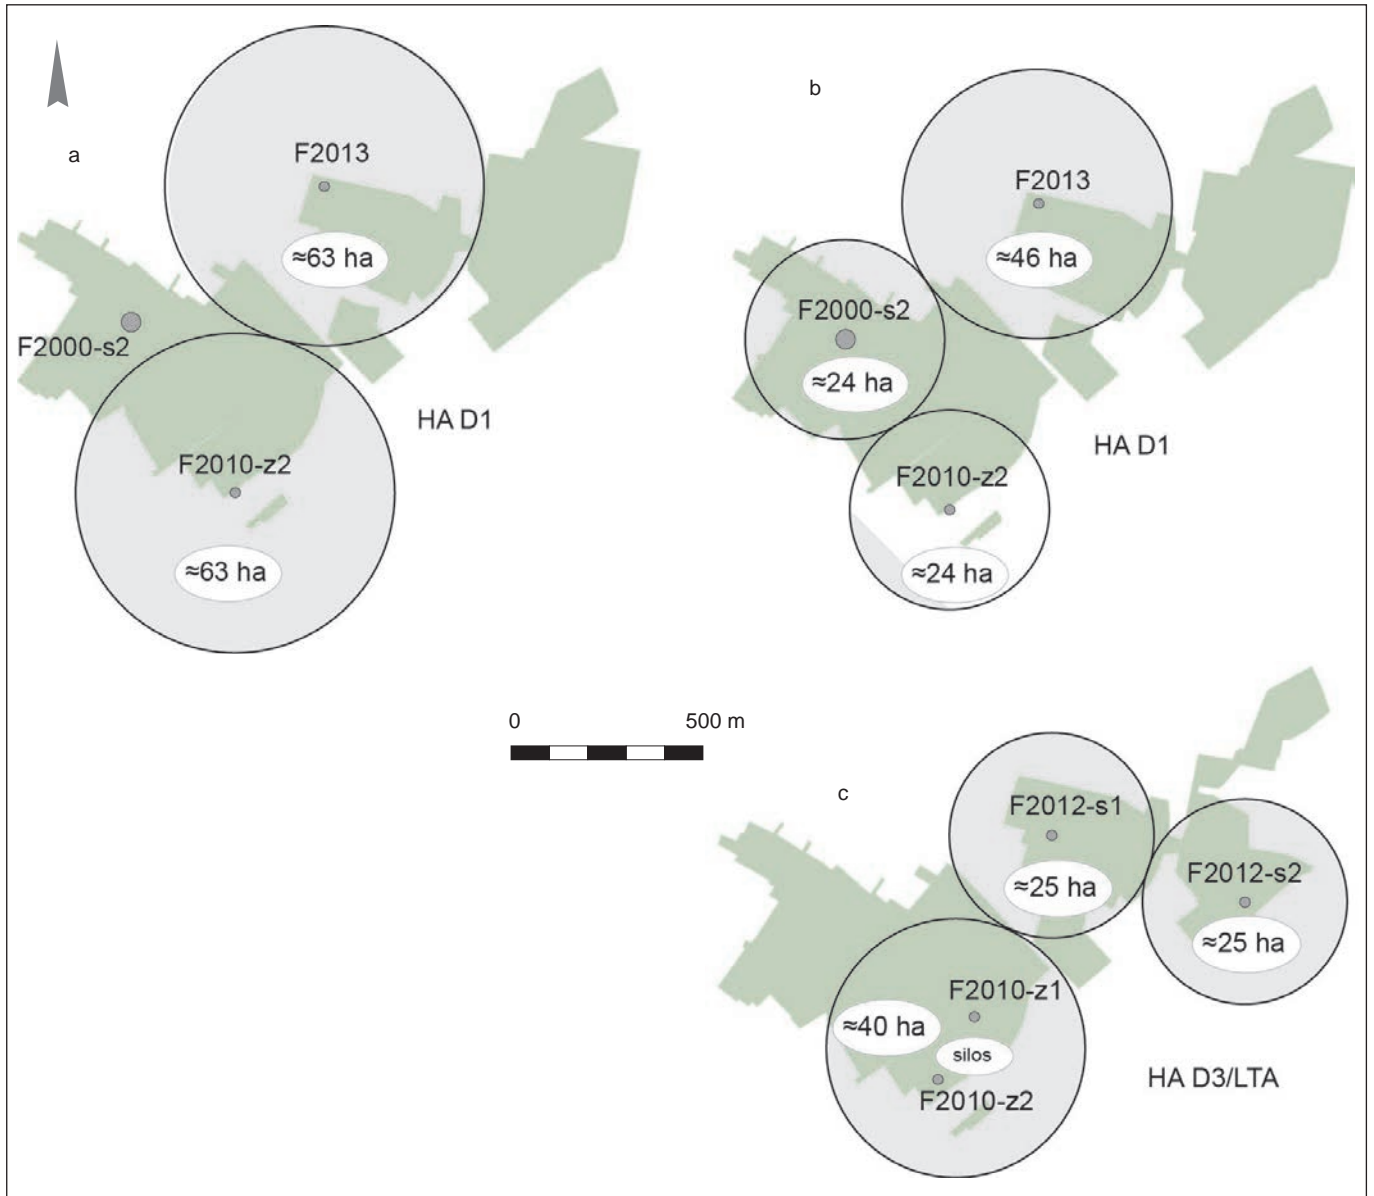 a
F2013
≈63 ha
F2000-s2
HA D1
F2010-z2
≈63 ha
b
F2013
≈46 ha
F2000-s2
≈24 ha
HA D1
F2010-z2
≈24 ha
0 500 m
c
F2012-s1
≈25 ha
F2012-s2
≈25 ha
F2010-z1
≈40 ha
silos
F2010-z2
HA D3/LTA